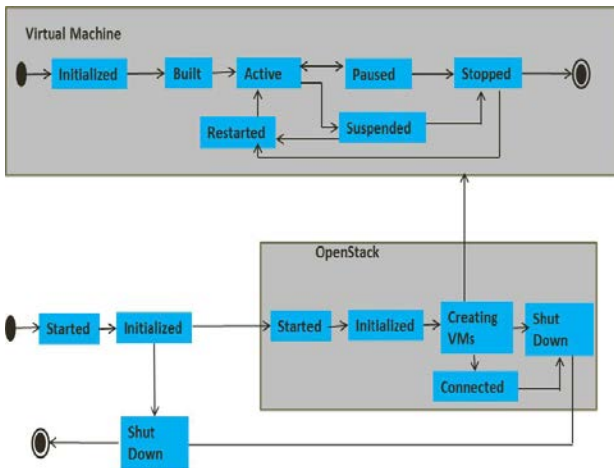 Virtual Machine
Initialized
Built
Active
Paused
Stopped
Restarted
Suspended
OpenStack
Started
Initialized
Started
Initialized
Creating
VMs
Shut
Down
Connected
Shut
Down